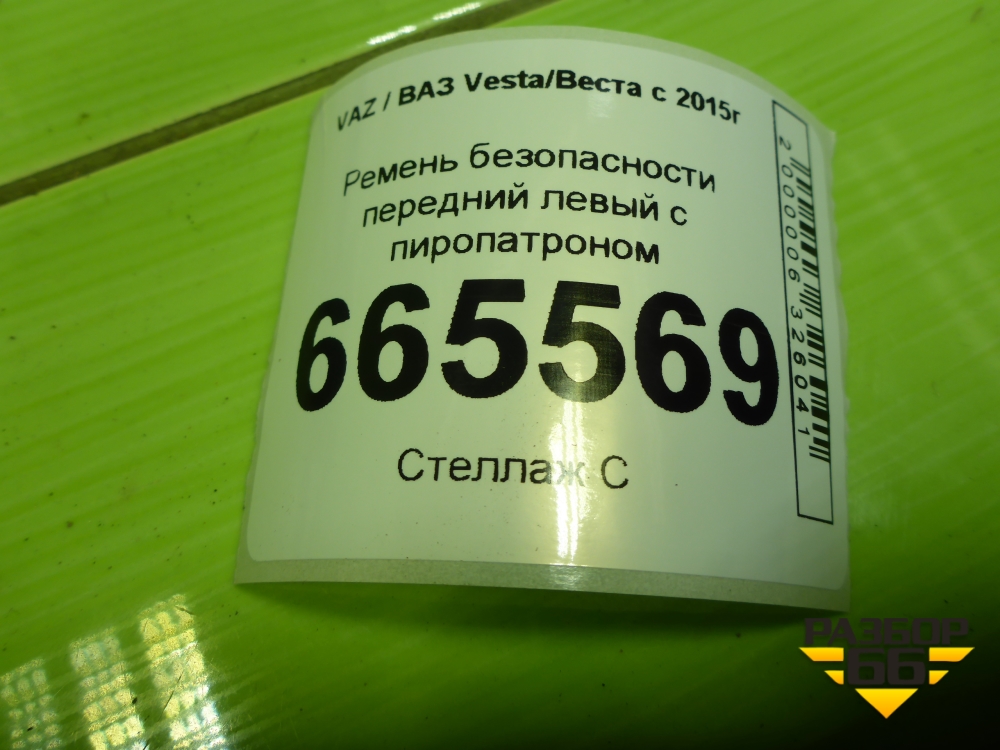 VAZ / ВАЗ Vesta/Веста с 2015г
Ремень безопасности
передний левый с
пиропатроном
665569
Стеллаж С
2000006326041
РАЗБОР
66